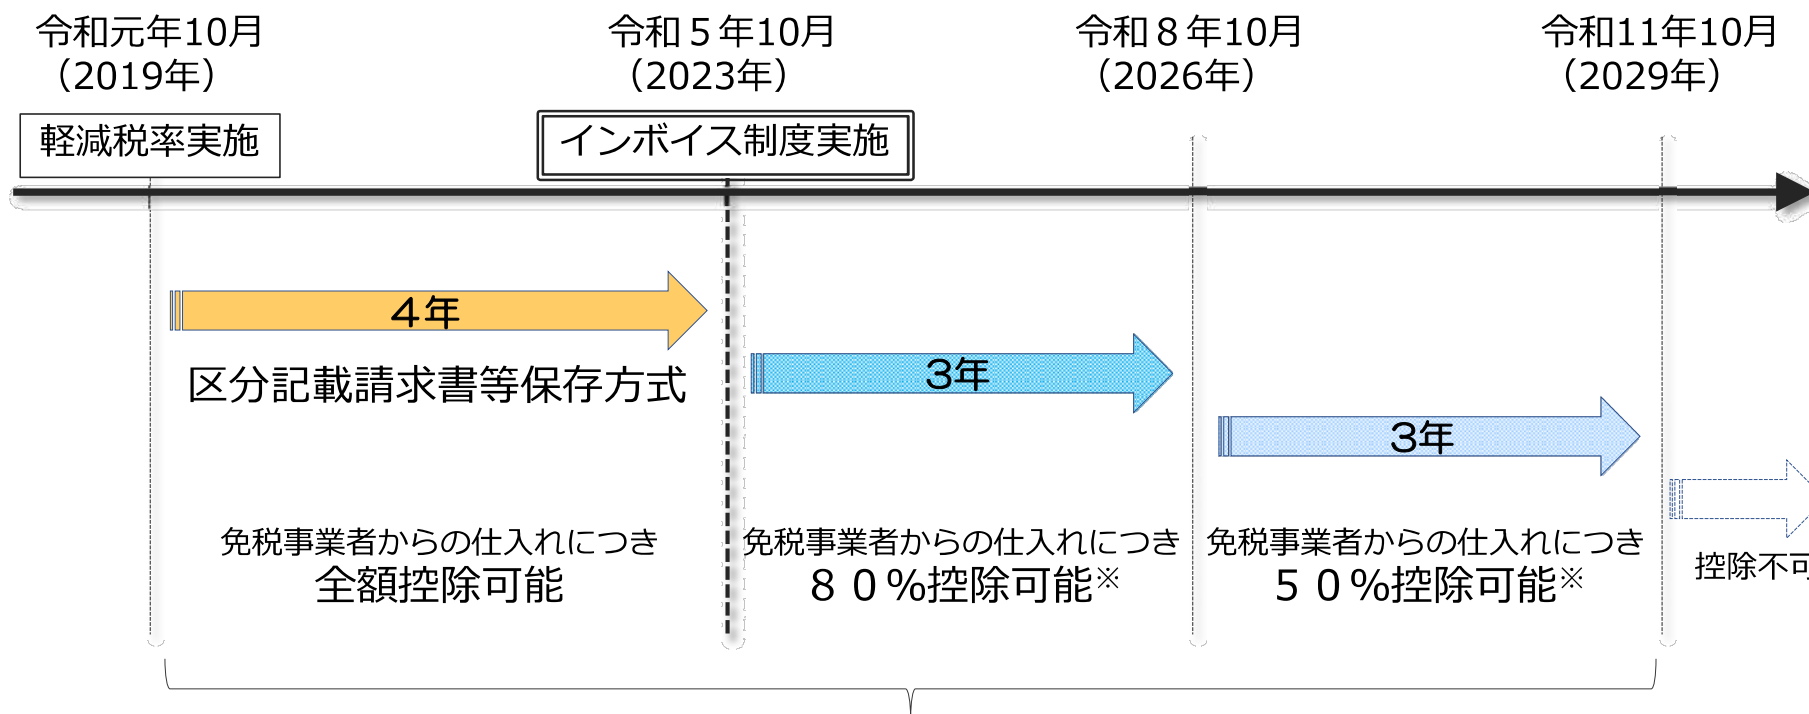 令和元年10月
（2019年）
令和５年10月
（2023年）
令和８年10月
（2026年）
令和11年10月
（2029年）
軽減税率実施
インボイス制度実施
４年
区分記載請求書等保存方式
３年
３年
免税事業者からの仕入れにつき
全額控除可能
免税事業者からの仕入れにつき
８０％控除可能※
免税事業者からの仕入れにつき
５０％控除可能※
控除不可